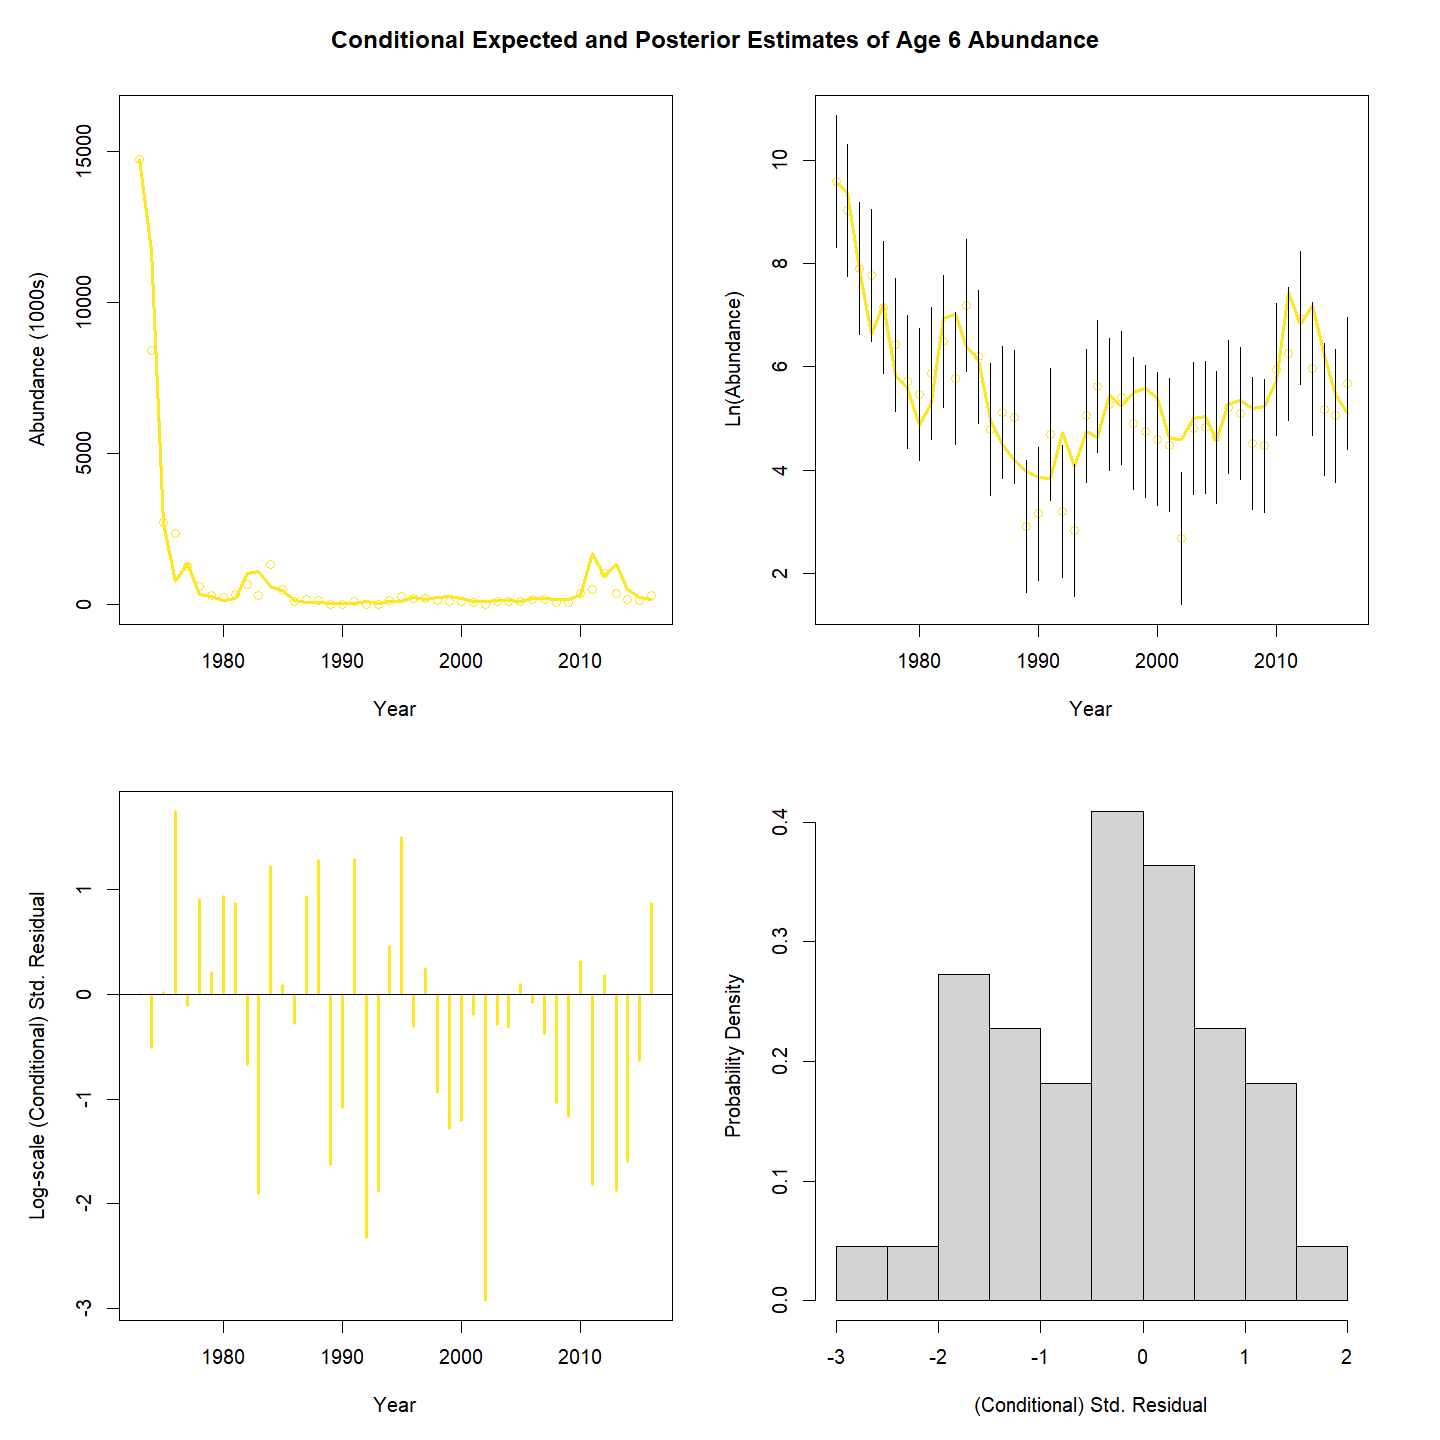 Conditional Expected and Posterior Estimates of Age 6 Abundance
Abundance (1000s)
15000
10000
5000
0
1980 1990 2000 2010
Year
Ln(Abundance)
10
8
6
4
2
1980 1990 2000 2010
Year
Log-scale (Conditional) Std. Residual
1
0
-1
-2
-3
1980 1990 2000 2010
Year
Probability Density
0.4
0.3
0.2
0.1
0.0
-3 -2 -1 0 1 2
(Conditional) Std. Residual